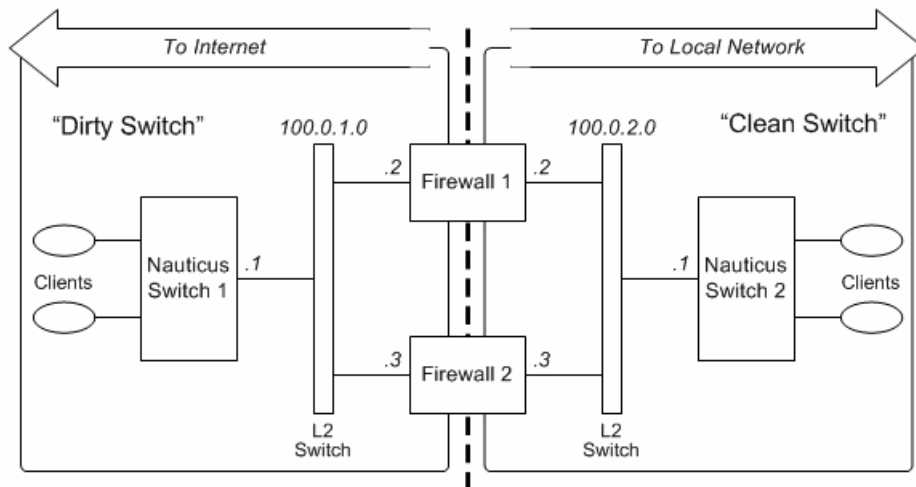 To Internet
To Local Network
“Dirty Switch”
100.0.1.0
100.0.2.0
“Clean Switch”
.2
Firewall 1
.2
Clients
Nauticus
Switch 1
.1
.1
Nauticus
Switch 2
Clients
.3
Firewall 2
.3
L2
Switch
L2
Switch